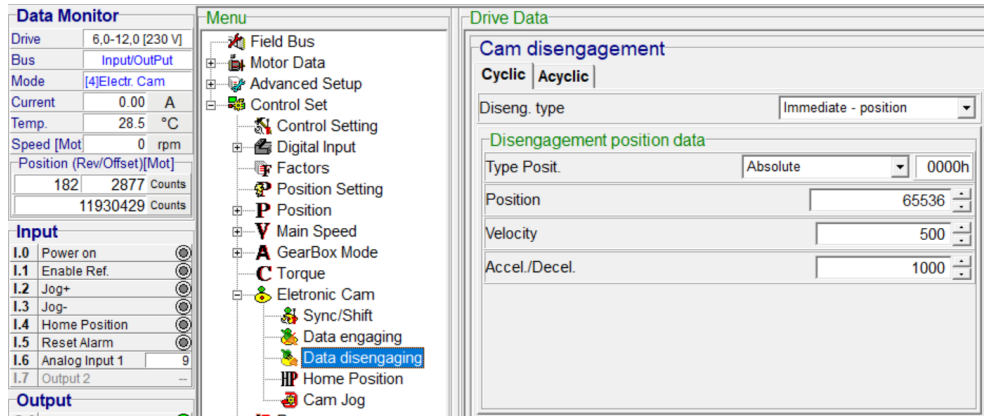 Data Monitor
Drive 6,0-12,0 [230 V]
Bus Input/OutPut
Mode [4]Electr. Cam
Current 0.00 A
Temp. 28.5 °C
Speed [Mot 0 rpm
Position (Rev/Offset)[Mot]
182 2877 Counts
11930429 Counts
Input
I.0 Power on
I.1 Enable Ref.
I.2 Jog+
I.3 Jog-
I.4 Home Position
I.5 Reset Alarm
I.6 Analog Input 1 9
I.7 Output 2 --
Output
Menu
Field Bus
Motor Data
Advanced Setup
Control Set
Control Setting
Digital Input
Factors
Position Setting
P Position
V Main Speed
A GearBox Mode
C Torque
Eletronic Cam
Sync/Shift
Data engaging
Data disengaging
HP Home Position
Cam Jog
Drive Data
Cam disengagement
Cyclic Acyclic
Diseng. type Immediate - position
Disengagement position data
Type Posit. Absolute 0000h
Position 65536
Velocity 500
Accel./Decel. 1000